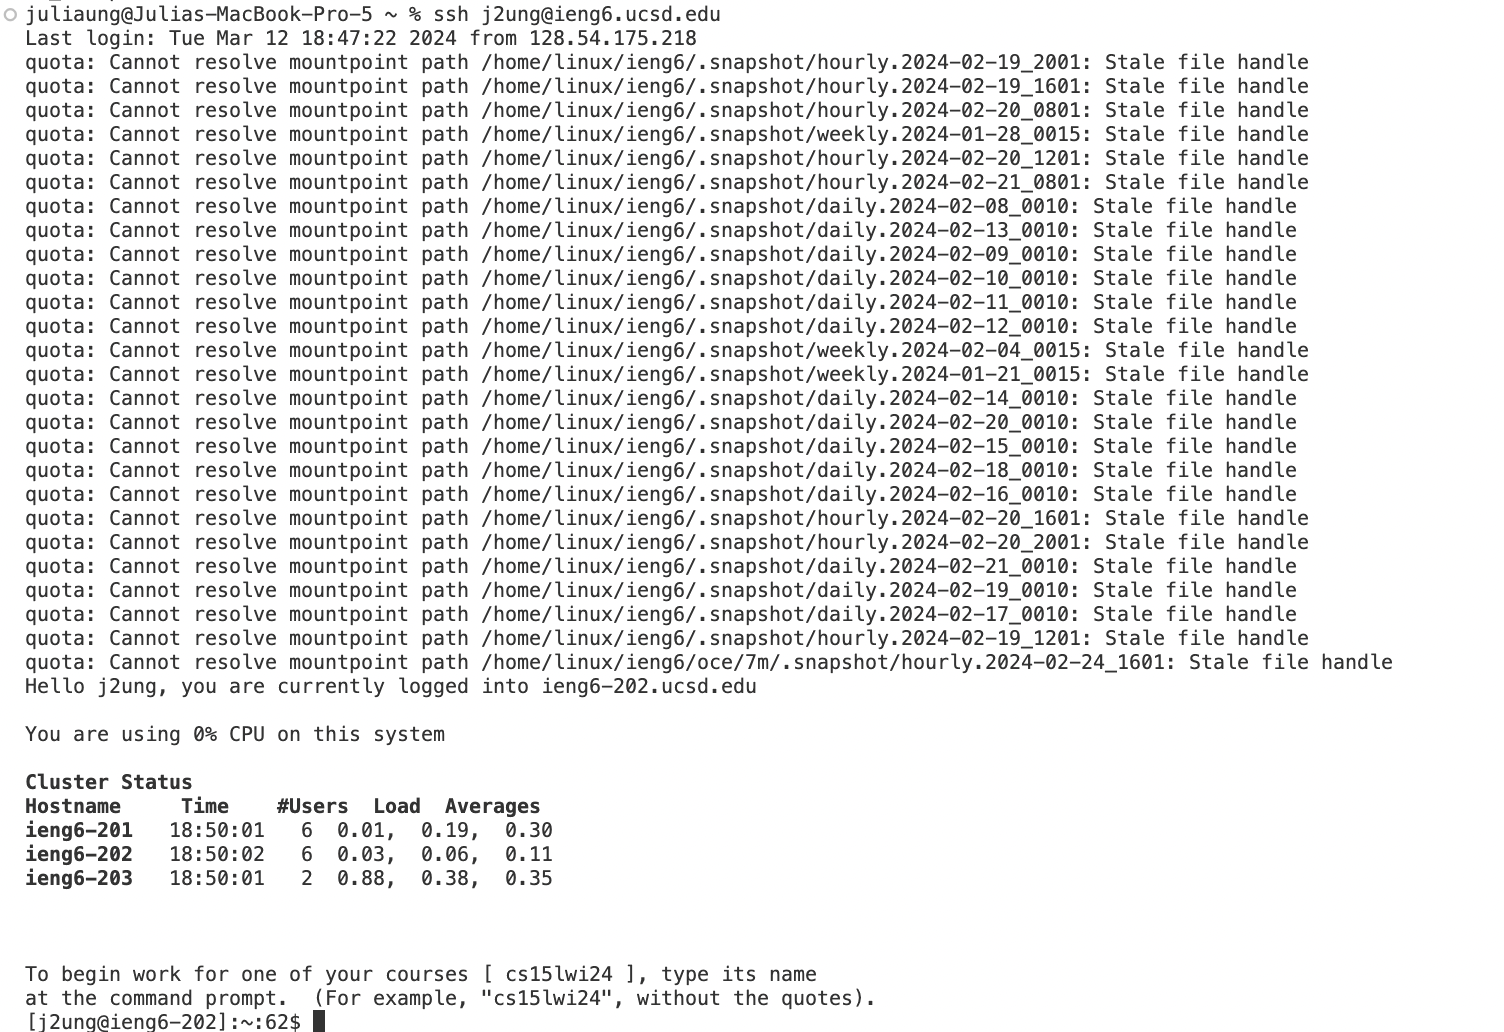 juliaung@Julias-MacBook-Pro-5 ~ % ssh j2ung@ieng6.ucsd.edu
Last login: Tue Mar 12 18:47:22 2024 from 128.54.175.218
quota: Cannot resolve mountpoint path /home/linux/ieng6/.snapshot/hourly.2024-02-19_2001: Stale file handle
quota: Cannot resolve mountpoint path /home/linux/ieng6/.snapshot/hourly.2024-02-19_1601: Stale file handle
quota: Cannot resolve mountpoint path /home/linux/ieng6/.snapshot/hourly.2024-02-20_0801: Stale file handle
quota: Cannot resolve mountpoint path /home/linux/ieng6/.snapshot/weekly.2024-01-28_0015: Stale file handle
quota: Cannot resolve mountpoint path /home/linux/ieng6/.snapshot/hourly.2024-02-20_1201: Stale file handle
quota: Cannot resolve mountpoint path /home/linux/ieng6/.snapshot/hourly.2024-02-21_0801: Stale file handle
quota: Cannot resolve mountpoint path /home/linux/ieng6/.snapshot/daily.2024-02-08_0010: Stale file handle
quota: Cannot resolve mountpoint path /home/linux/ieng6/.snapshot/daily.2024-02-13_0010: Stale file handle
quota: Cannot resolve mountpoint path /home/linux/ieng6/.snapshot/daily.2024-02-09_0010: Stale file handle
quota: Cannot resolve mountpoint path /home/linux/ieng6/.snapshot/daily.2024-02-10_0010: Stale file handle
quota: Cannot resolve mountpoint path /home/linux/ieng6/.snapshot/daily.2024-02-11_0010: Stale file handle
quota: Cannot resolve mountpoint path /home/linux/ieng6/.snapshot/daily.2024-02-12_0010: Stale file handle
quota: Cannot resolve mountpoint path /home/linux/ieng6/.snapshot/weekly.2024-02-04_0015: Stale file handle
quota: Cannot resolve mountpoint path /home/linux/ieng6/.snapshot/weekly.2024-01-21_0015: Stale file handle
quota: Cannot resolve mountpoint path /home/linux/ieng6/.snapshot/daily.2024-02-14_0010: Stale file handle
quota: Cannot resolve mountpoint path /home/linux/ieng6/.snapshot/daily.2024-02-20_0010: Stale file handle
quota: Cannot resolve mountpoint path /home/linux/ieng6/.snapshot/daily.2024-02-15_0010: Stale file handle
quota: Cannot resolve mountpoint path /home/linux/ieng6/.snapshot/daily.2024-02-18_0010: Stale file handle
quota: Cannot resolve mountpoint path /home/linux/ieng6/.snapshot/daily.2024-02-16_0010: Stale file handle
quota: Cannot resolve mountpoint path /home/linux/ieng6/.snapshot/hourly.2024-02-20_1601: Stale file handle
quota: Cannot resolve mountpoint path /home/linux/ieng6/.snapshot/hourly.2024-02-20_2001: Stale file handle
quota: Cannot resolve mountpoint path /home/linux/ieng6/.snapshot/daily.2024-02-21_0010: Stale file handle
quota: Cannot resolve mountpoint path /home/linux/ieng6/.snapshot/daily.2024-02-19_0010: Stale file handle
quota: Cannot resolve mountpoint path /home/linux/ieng6/.snapshot/daily.2024-02-17_0010: Stale file handle
quota: Cannot resolve mountpoint path /home/linux/ieng6/.snapshot/hourly.2024-02-19_1201: Stale file handle
quota: Cannot resolve mountpoint path /home/linux/ieng6/oce/7m/.snapshot/hourly.2024-02-24_1601: Stale file handle
Hello j2ung, you are currently logged into ieng6-202.ucsd.edu
You are using 0% CPU on this system
Cluster Status
Hostname     Time    #Users  Load  Averages
ieng6-201   18:50:01   6  0.01,  0.19,  0.30
ieng6-202   18:50:02   6  0.03,  0.06,  0.11
ieng6-203   18:50:01   2  0.88,  0.38,  0.35
To begin work for one of your courses [ cs15lwi24 ], type its name
at the command prompt.  (For example, "cs15lwi24", without the quotes).
[j2ung@ieng6-202]:~:62$